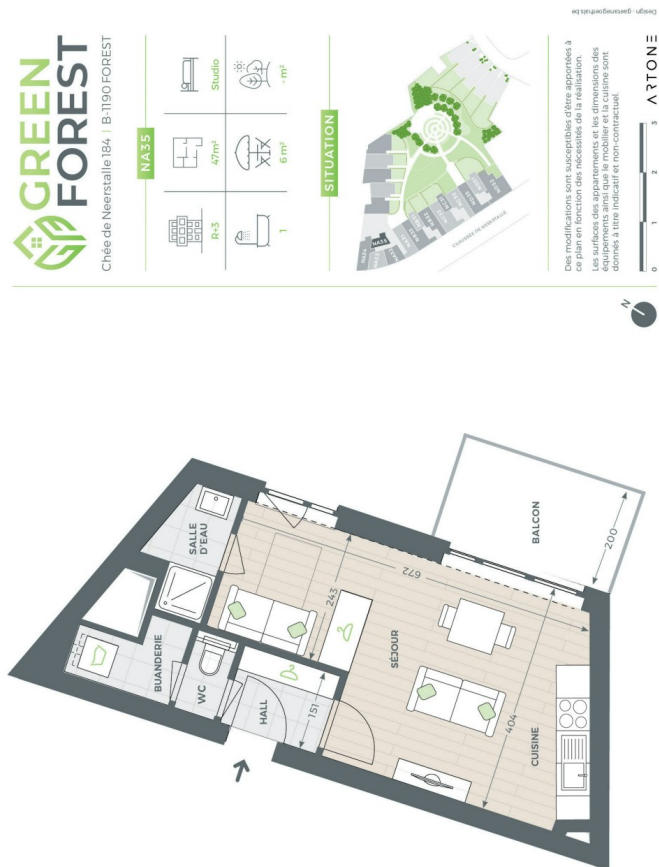 GREEN
FOREST
Chée de Neerstalle 184 | B-1190 FOREST
NA35
R+3
47m²
Studio
1
6 m²
- m²
SITUATION
NA35
CHAUSSÉE DE NEERSTALLE
Des modifications sont susceptibles d'être apportées à
ce plan en fonction des nécessités de la réalisation.
Les surfaces des appartements et les dimensions des
équipements ainsi que le mobilier et la cuisine sont
donnés à titre indicatif et non-contractuel.
N
0 1 2 3
ARTONE
SALLE
D'EAU
BUANDERIE
WC
HALL
151
243
672
SÉJOUR
404
CUISINE
BALCON
200